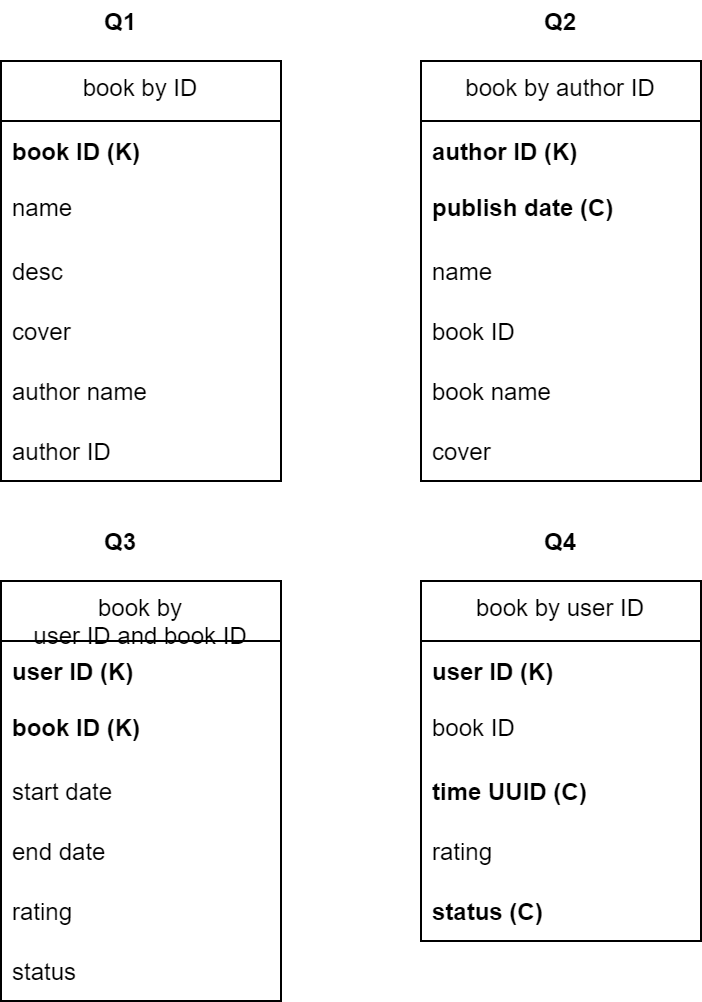 Q1
book by ID
book ID (K)
name
desc
cover
author name
author ID
Q2
book by author ID
author ID (K)
publish date (C)
name
book ID
book name
cover
Q3
book by
user ID and book ID
user ID (K)
book ID (K)
start date
end date
rating
status
Q4
book by user ID
user ID (K)
book ID
time UUID (C)
rating
status (C)